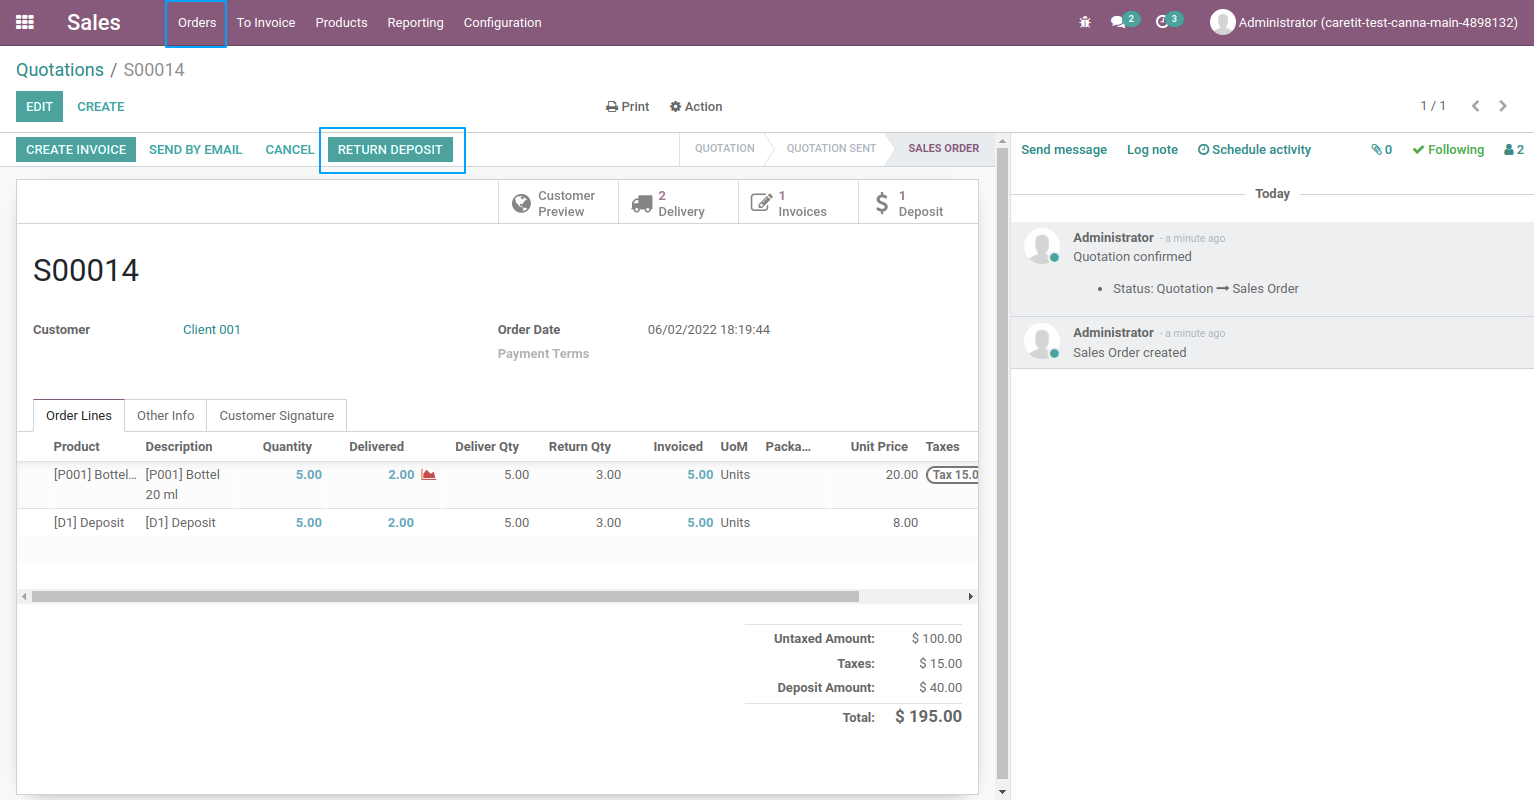 Sales Orders To Invoice Products Reporting Configuration 2 3 Administrator (caretit-test-canna-main-4898132)
Quotations / S00014
EDIT CREATE Print Action 1 / 1
CREATE INVOICE SEND BY EMAIL CANCEL RETURN DEPOSIT QUOTATION QUOTATION SENT SALES ORDER
Send message Log note Schedule activity 0 Following 2
Customer Preview 2 Delivery 1 Invoices 1 Deposit
S00014
Customer Client 001 Order Date 06/02/2022 18:19:44
Payment Terms
Order Lines Other Info Customer Signature
Product Description Quantity Delivered Deliver Qty Return Qty Invoiced UoM Packa... Unit Price Taxes
[P001] Bottel... [P001] Bottel 5.00 2.00 5.00 3.00 5.00 Units 20.00 Tax 15.0
20 ml
[D1] Deposit [D1] Deposit 5.00 2.00 5.00 3.00 5.00 Units 8.00
Untaxed Amount: $ 100.00
Taxes: $ 15.00
Deposit Amount: $ 40.00
Total: $ 195.00
Today
Administrator - a minute ago
Quotation confirmed
• Status: Quotation → Sales Order
Administrator - a minute ago
Sales Order created